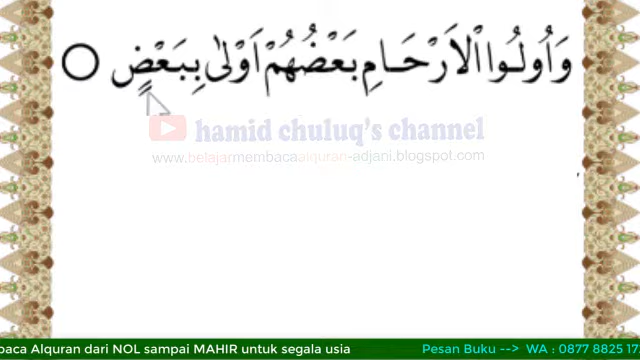 وَاُولُوا الْاَرْحَامِ بَعْضُهُمْ اَوْلٰى بِبَعْضٍ
hamid chuluq's channel
www.belajarmembacaalquran-adjani.blogspot.com
baca Alquran dari NOL sampai MAHIR untuk segala usia
Pesan Buku --> WA : 0877 8825 17